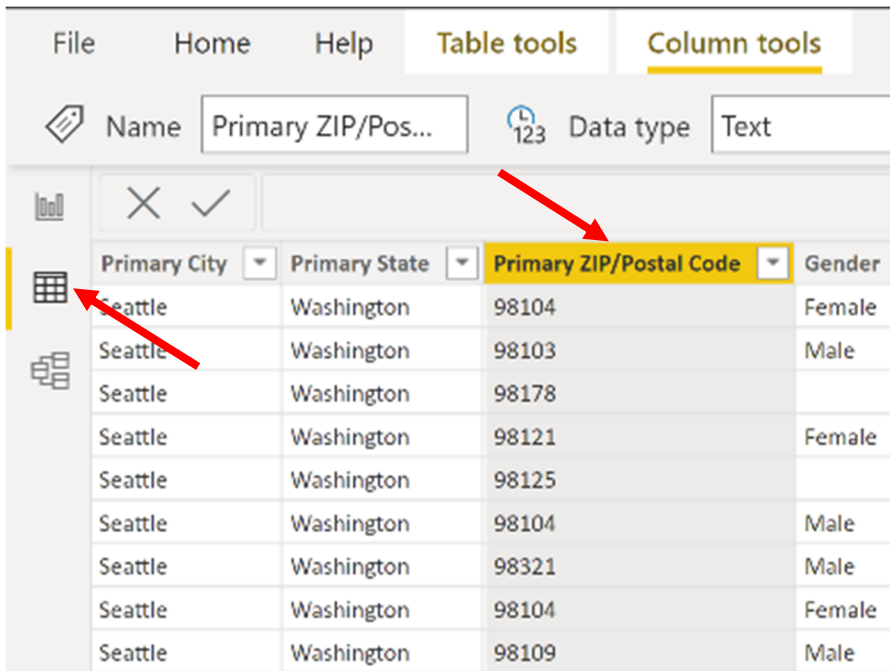 File Home Help Table tools Column tools
Name Primary ZIP/Pos... 123 Data type Text
Primary City Primary State Primary ZIP/Postal Code Gender
Seattle Washington 98104 Female
Seattle Washington 98103 Male
Seattle Washington 98178
Seattle Washington 98121 Female
Seattle Washington 98125
Seattle Washington 98104 Male
Seattle Washington 98321 Male
Seattle Washington 98104 Female
Seattle Washington 98109 Male